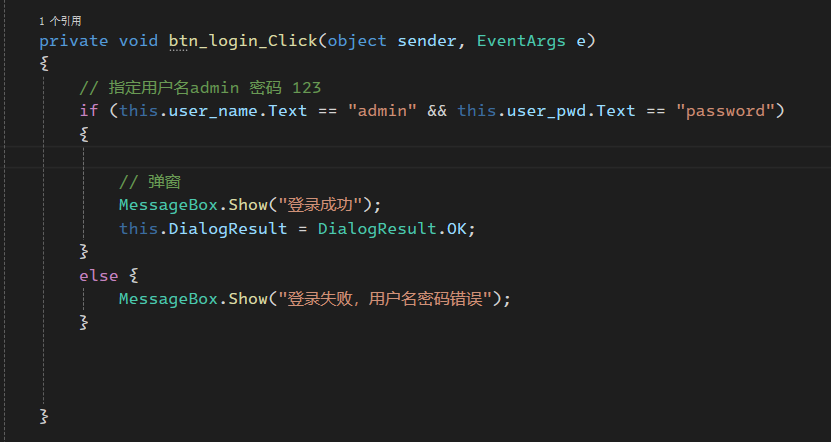 1 个引用
private void btn_login_Click(object sender, EventArgs e)
{
// 指定用户名admin 密码 123
if (this.user_name.Text == "admin" && this.user_pwd.Text == "password")
{
// 弹窗
MessageBox.Show("登录成功");
this.DialogResult = DialogResult.OK;
}
else {
MessageBox.Show("登录失败，用户名密码错误");
}
}